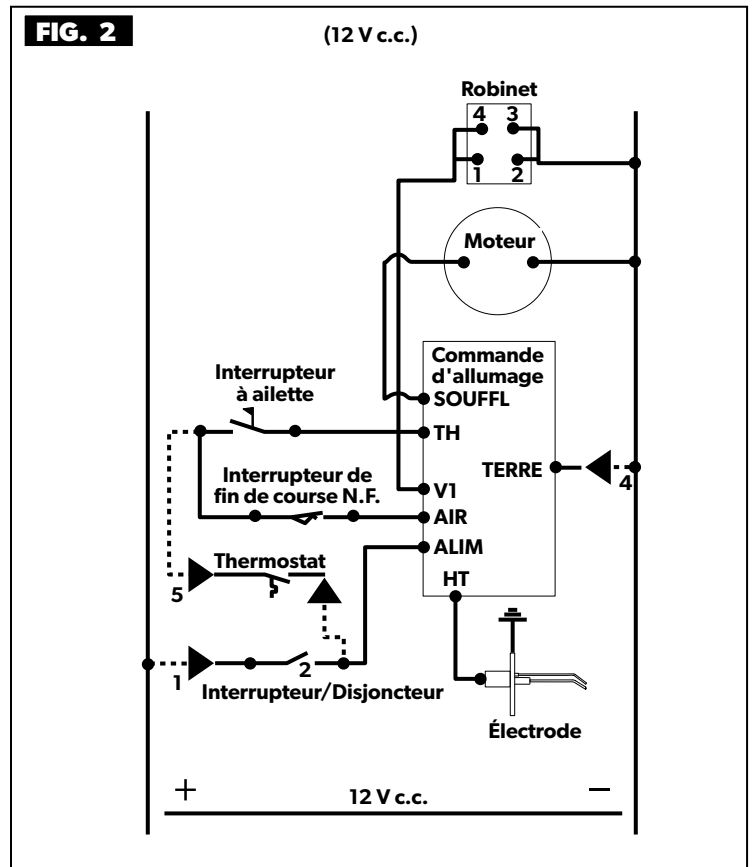 FIG. 2
(12 V c.c.)
Robinet
4 3
1 2
Moteur
Commande
d'allumage
SOUFFL
Interrupteur
à ailette
TH
TERRE
4
Interrupteur de
fin de course N.F.
V1
AIR
ALIM
Thermostat
5
HT
1
2
Interrupteur/Disjoncteur
Électrode
+ 12 V c.c. −